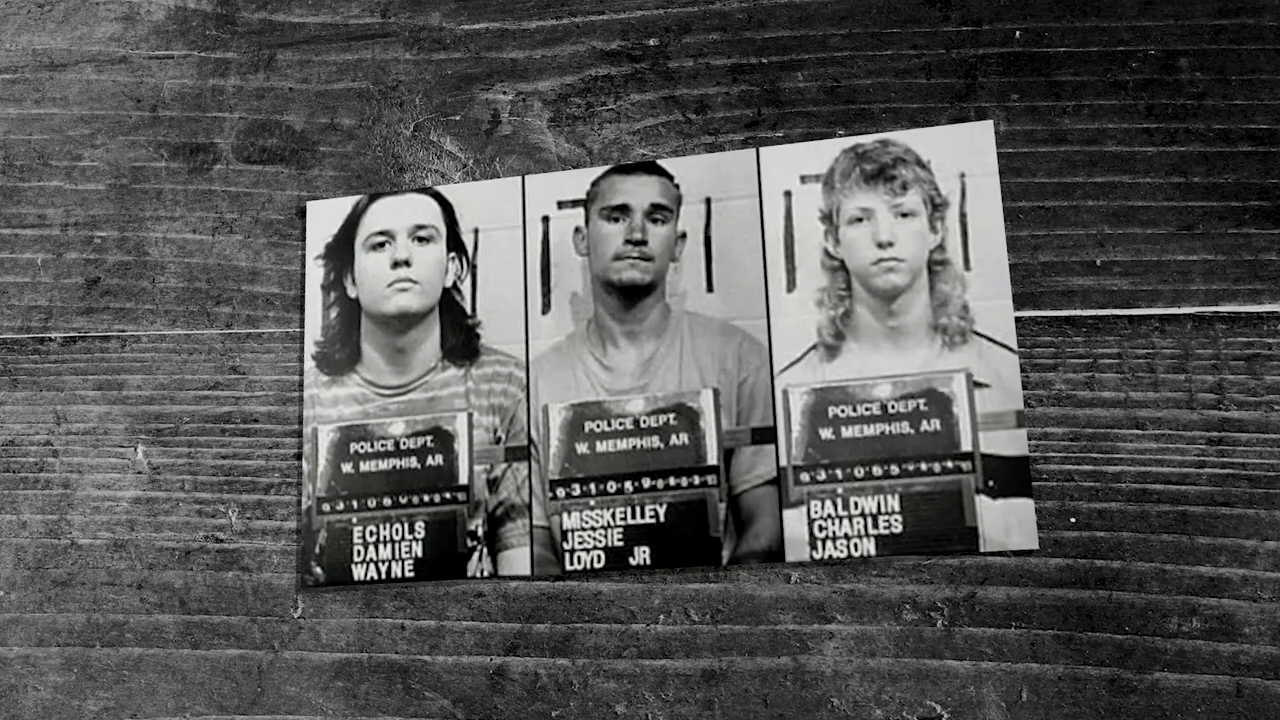 POLICE DEPT.
W. MEMPHIS, AR
ECHOLS
DAMIEN
WAYNE
POLICE DEPT.
W. MEMPHIS, AR
MISSKELLEY
JESSIE
LOYD JR
POLICE DEPT.
W. MEMPHIS, AR
BALDWIN
CHARLES
JASON